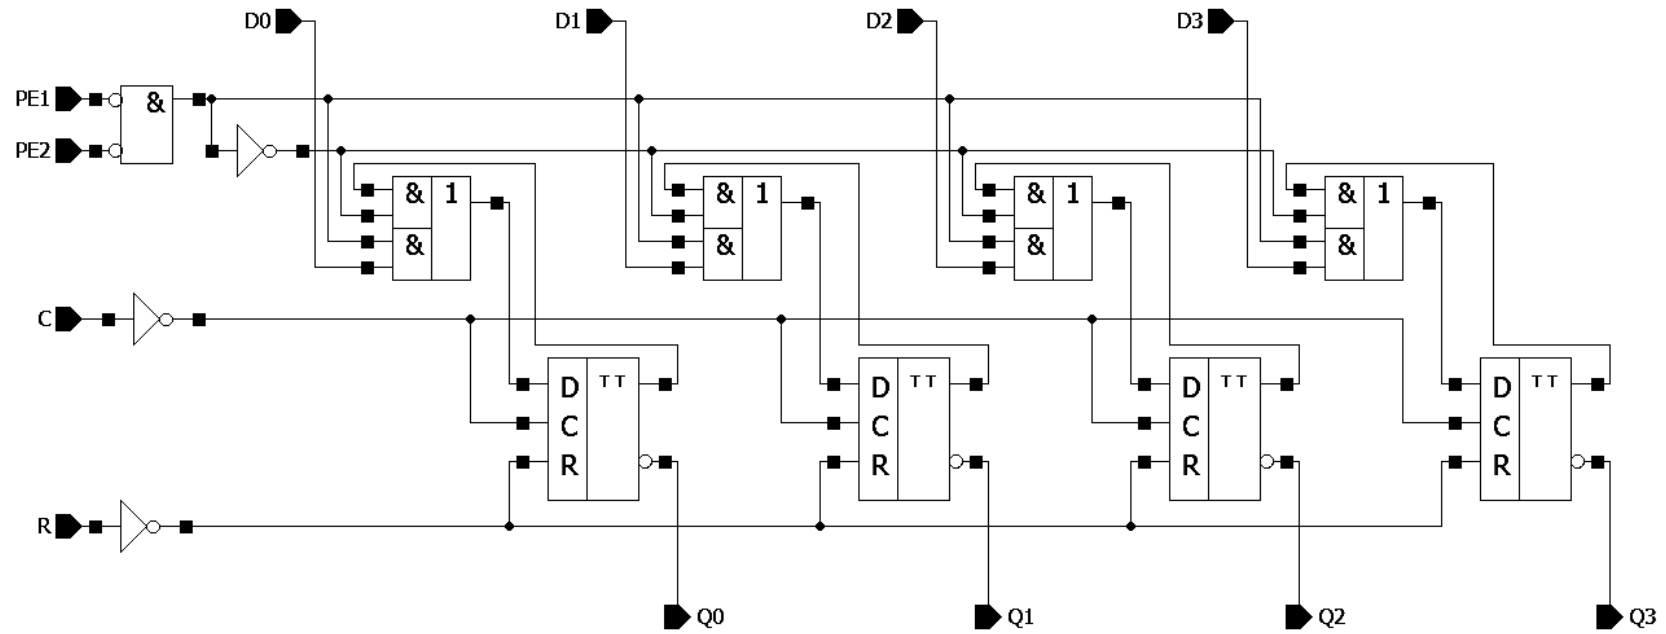 D0 D1 D2 D3
PE1 &
PE2
& 1 & 1 & 1 & 1
& & & &
C
D TT D TT D TT D TT
C C C C
R R R R
R
Q0 Q1 Q2 Q3